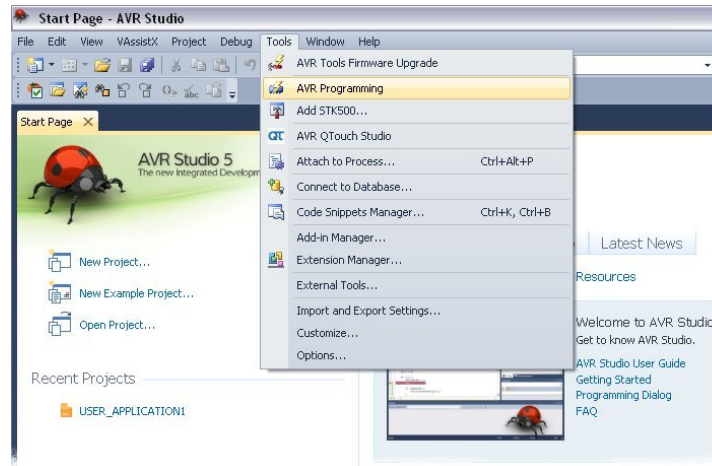 Start Page - AVR Studio
File Edit View VAssistX Project Debug Tools Window Help
AVR Tools Firmware Upgrade
AVR Programming
Add STK500...
QT AVR QTouch Studio
Attach to Process... Ctrl+Alt+P
Connect to Database...
Code Snippets Manager... Ctrl+K, Ctrl+B
Add-in Manager...
Extension Manager...
External Tools...
Import and Export Settings...
Customize...
Options...
Start Page
AVR Studio 5
The new Integrated
New Project...
New Example Project...
Open Project...
Recent Projects
USER_APPLICATION1
Latest News
Resources
Welcome to AVR Studio
Get to know AVR Studio.
AVR Studio User Guide
Getting Started
Programming Dialog
FAQ